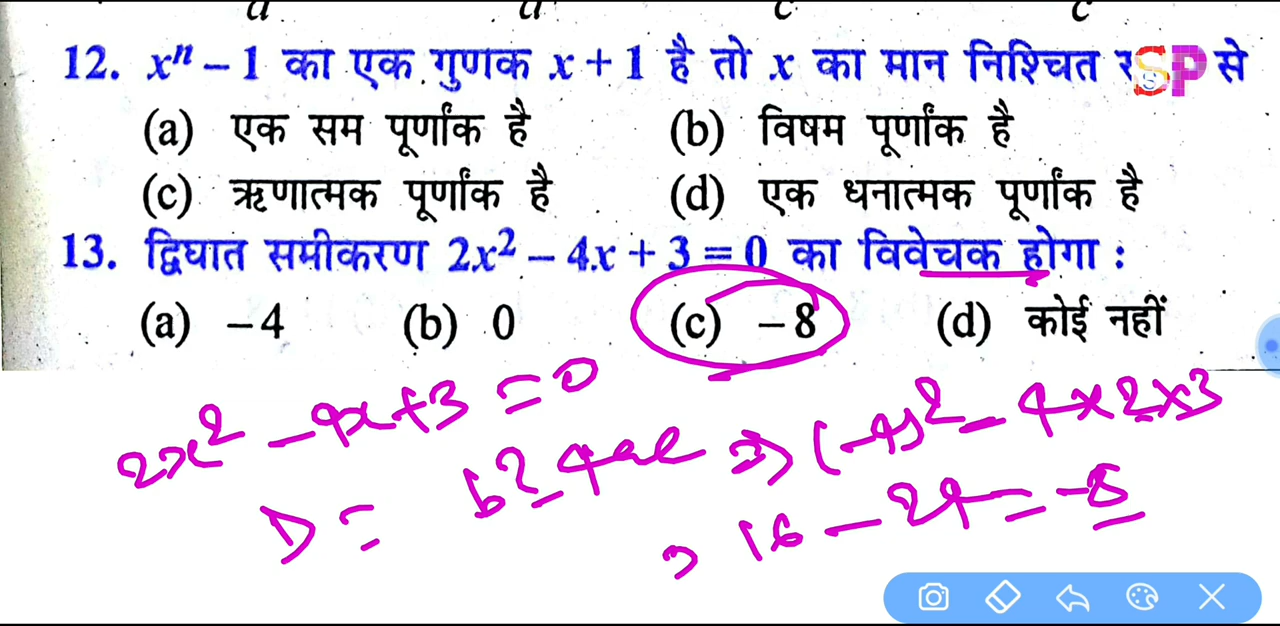 12. xⁿ – 1 का एक गुणक x + 1 है तो x का मान निश्चित से
SP
(a) एक सम पूर्णांक है (b) विषम पूर्णांक है
(c) ऋणात्मक पूर्णांक है (d) एक धनात्मक पूर्णांक है
13. द्विघात समीकरण 2x² – 4x + 3 = 0 का विवेचक होगा :
(a) – 4 (b) 0 (c) – 8 (d) कोई नहीं
2x² – 4x + 3 = 0
D = b² – 4ac ⇒ (–4)² – 4 × 2 × 3
⇒ 16 – 24 = –8